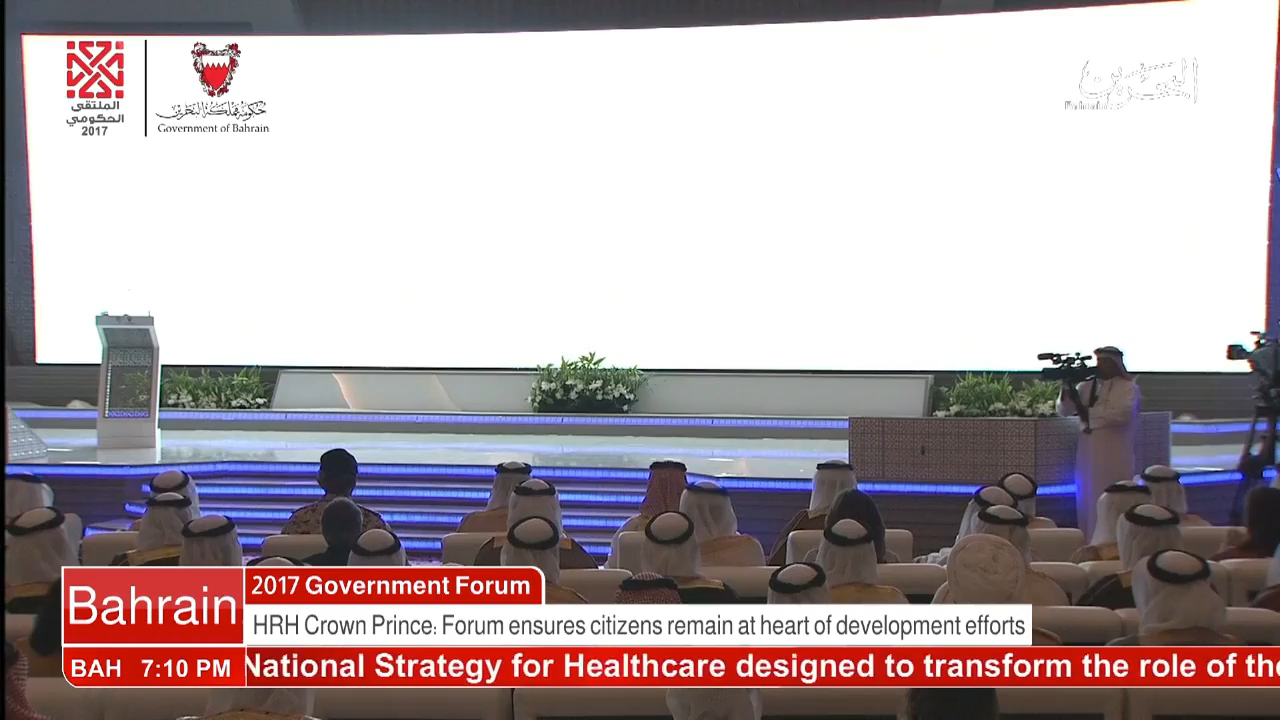 الملتقى
الحكومي
2017
حكومة مملكة البحرين
Government of Bahrain
البحرين
Bahrain
2017 Government Forum
Bahrain
HRH Crown Prince: Forum ensures citizens remain at heart of development efforts
BAH 7:10 PM
National Strategy for Healthcare designed to transform the role of the